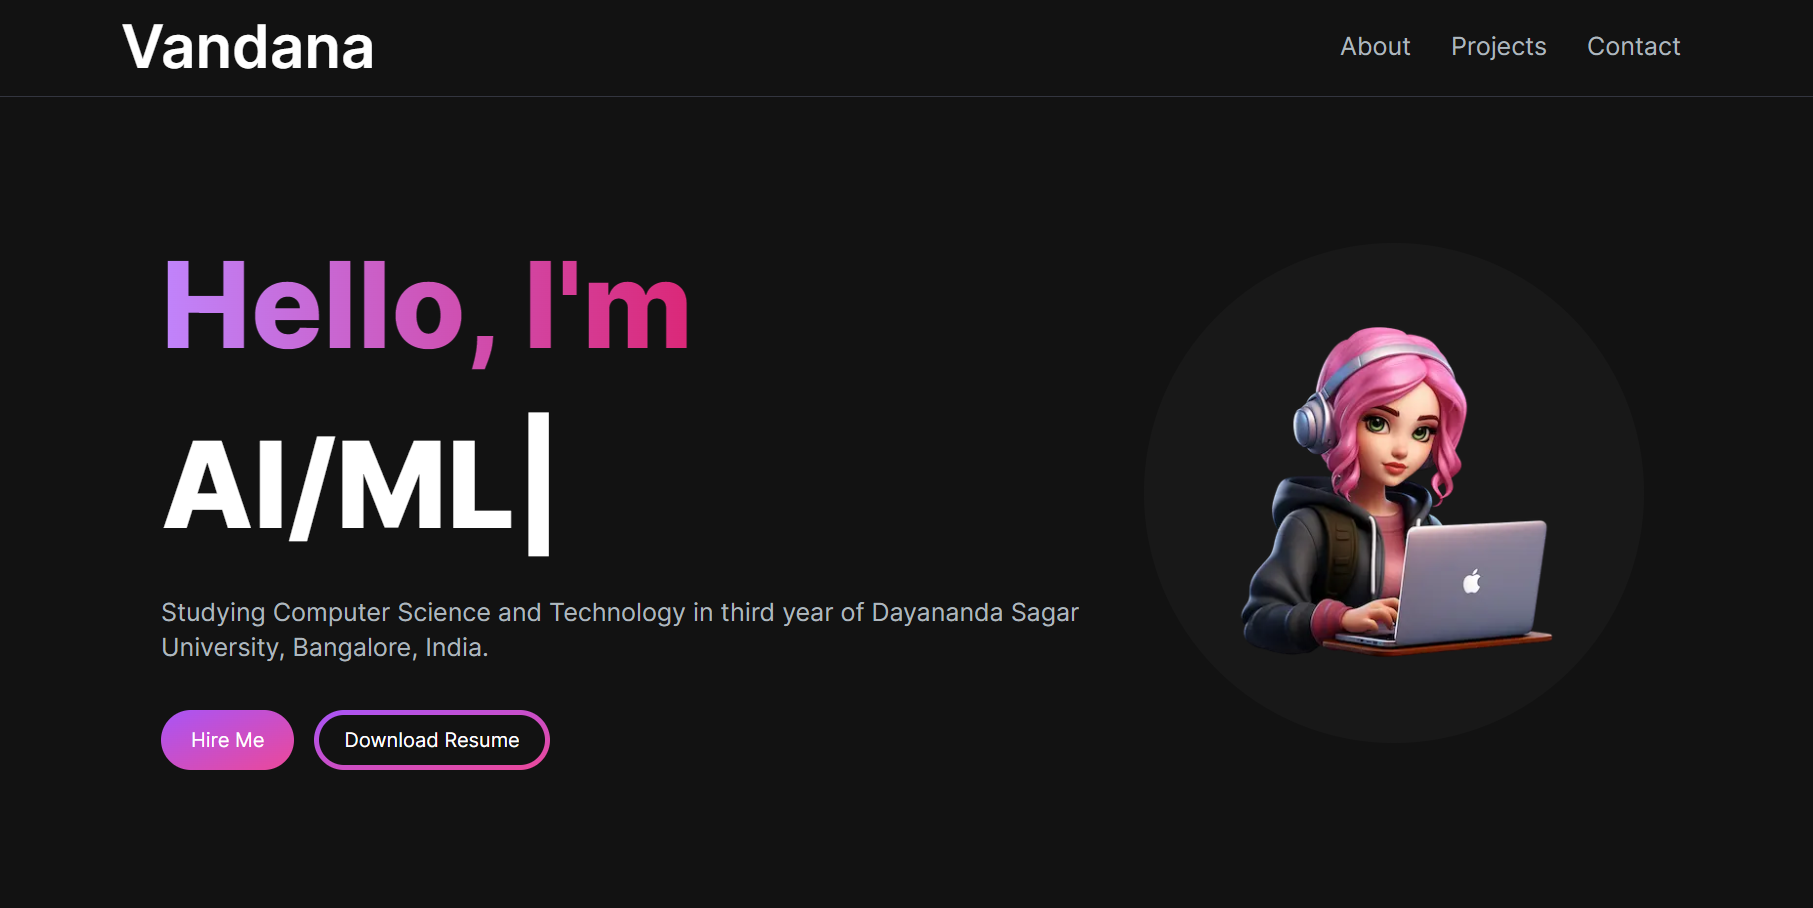 Vandana
About Projects Contact
Hello, I'm
AI/ML
Studying Computer Science and Technology in third year of Dayananda Sagar
University, Bangalore, India.
Hire Me Download Resume